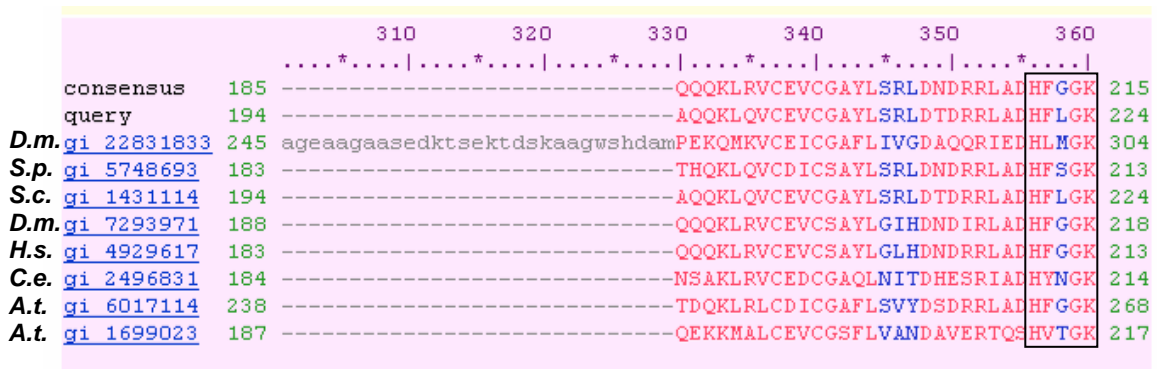 310 320 330 340 350 360
....*....|....*....|....*....|....*....|....*....|....*....|
consensus 185 -----------------------------QQQKLRVCEVCGAYLSRLDNDRRLADHFGGK 215
query 194 -----------------------------AQQKLQVCEVCGAYLSRLDTDRRLADHFLGK 224
D.m. gi 22831833 245 ageaagaasedktsektdskaagwshdamPEKQMKVCEICGAFLIVGDAQQRIEDHLMGK 304
S.p. gi 5748693 183 -----------------------------THQKLQVCDICSAYLSRLDNDRRLADHFSGK 213
S.c. gi 1431114 194 -----------------------------AQQKLQVCEVCGAYLSRLDTDRRLADHFLGK 224
D.m. gi 7293971 188 -----------------------------QQQKLRVCEVCSAYLGIHDNDIRLADHFGGK 218
H.s. gi 4929617 183 -----------------------------QQQKLRVCEVCSAYLGLHDNDRRLADHFGGK 213
C.e. gi 2496831 184 -----------------------------NSAKLRVCEDCGAQLNITDHESRIADHYNGK 214
A.t. gi 6017114 238 -----------------------------TDQKLRLCDICGAFLSVYDSDRRLADHFGGK 268
A.t. gi 1699023 187 -----------------------------QEKKMALCEVCGSFLVANDAVERTQSHVTGK 217